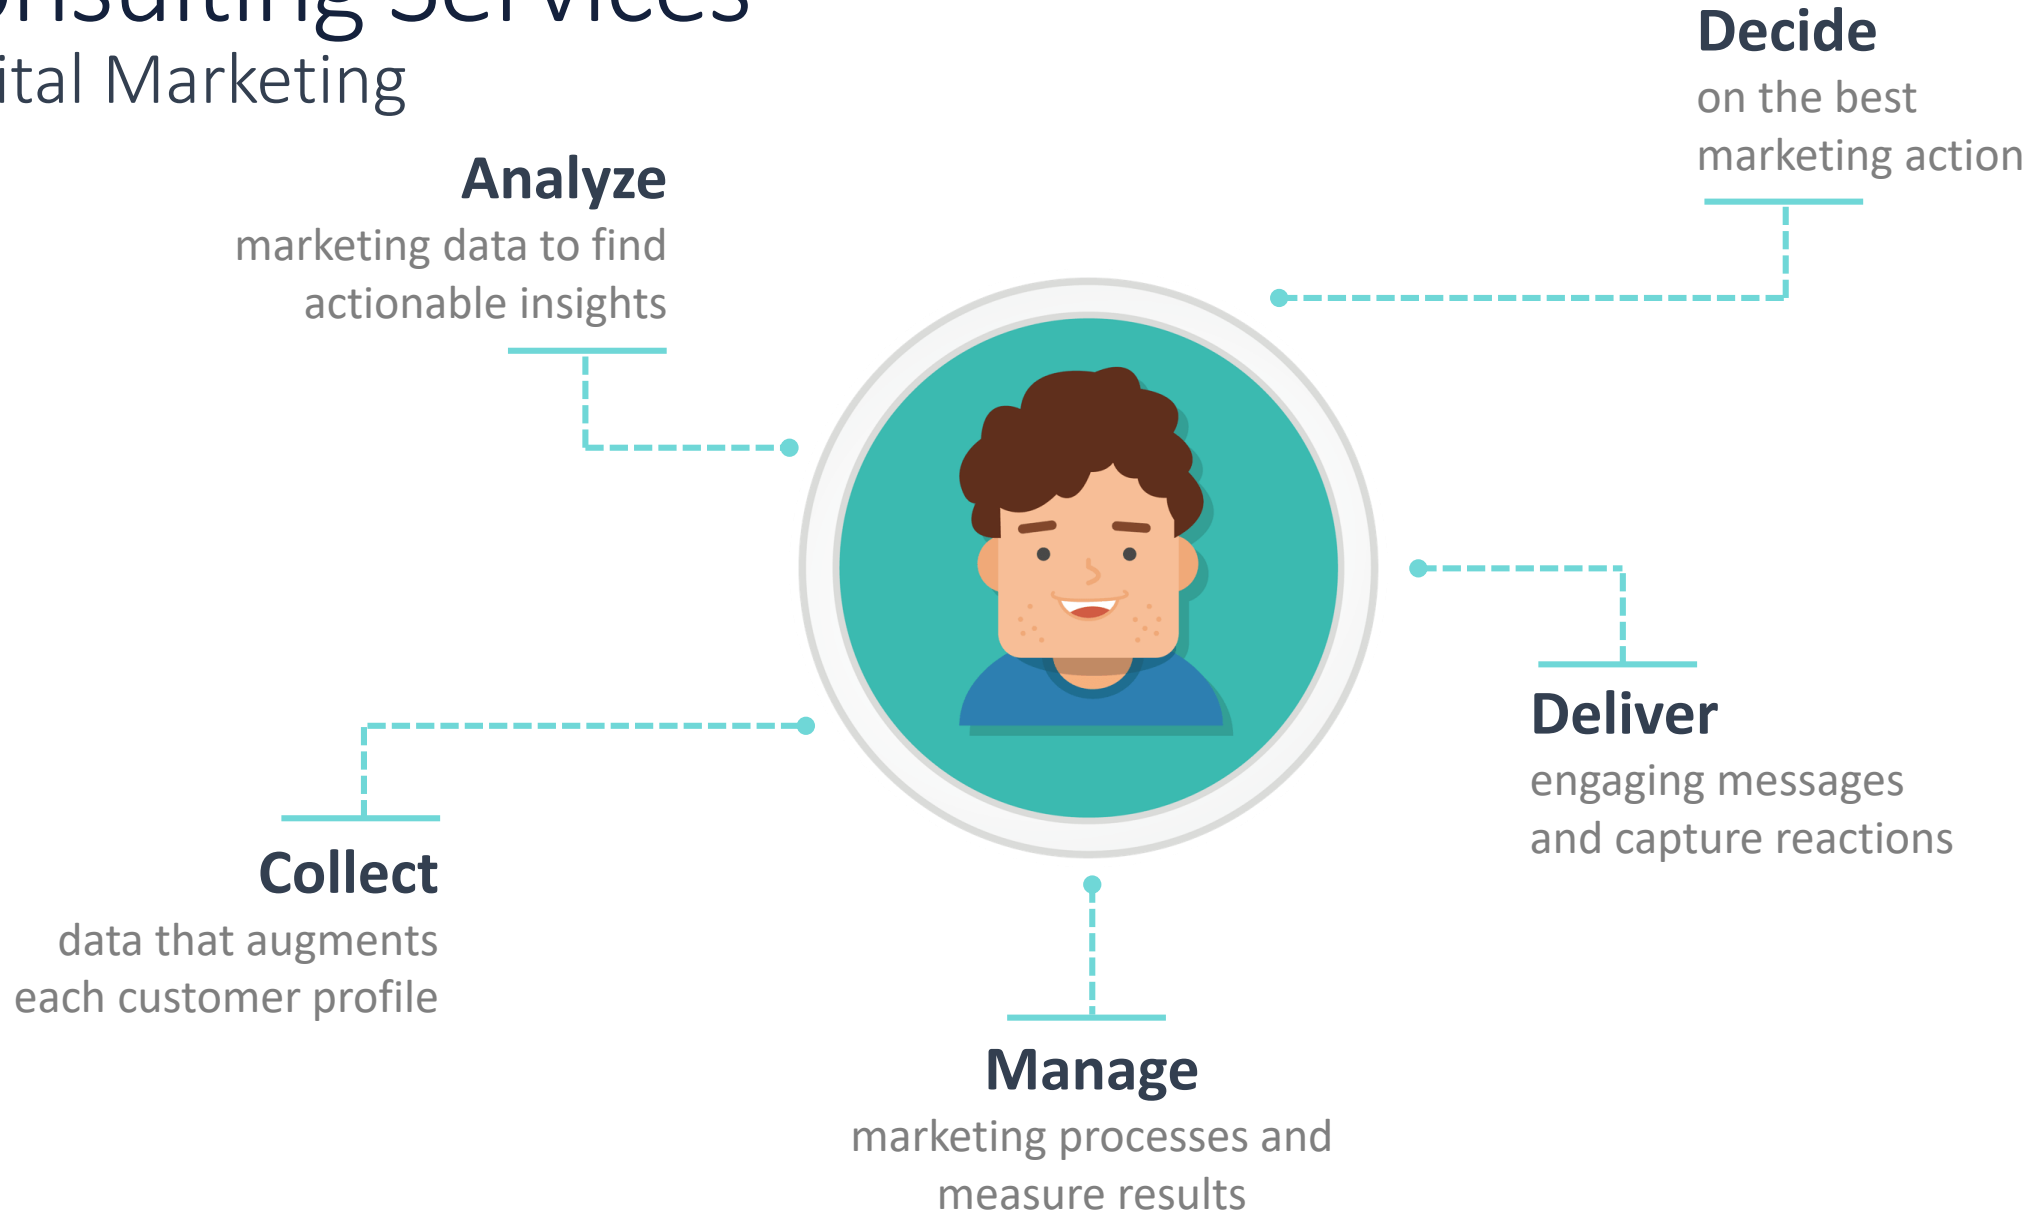 Services
Marketing
Analyze
marketing data to find
actionable insights
Decide
on the best
marketing action
Deliver
engaging messages
and capture reactions
Collect
data that augments
each customer profile
Manage
marketing processes and
measure results